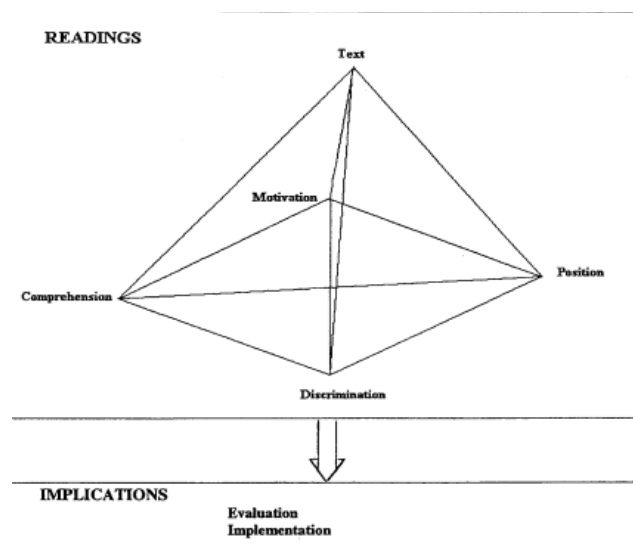 READINGS
Text
Motivation
Comprehension
Position
Discrimination
IMPLICATIONS
Evaluation
Implementation